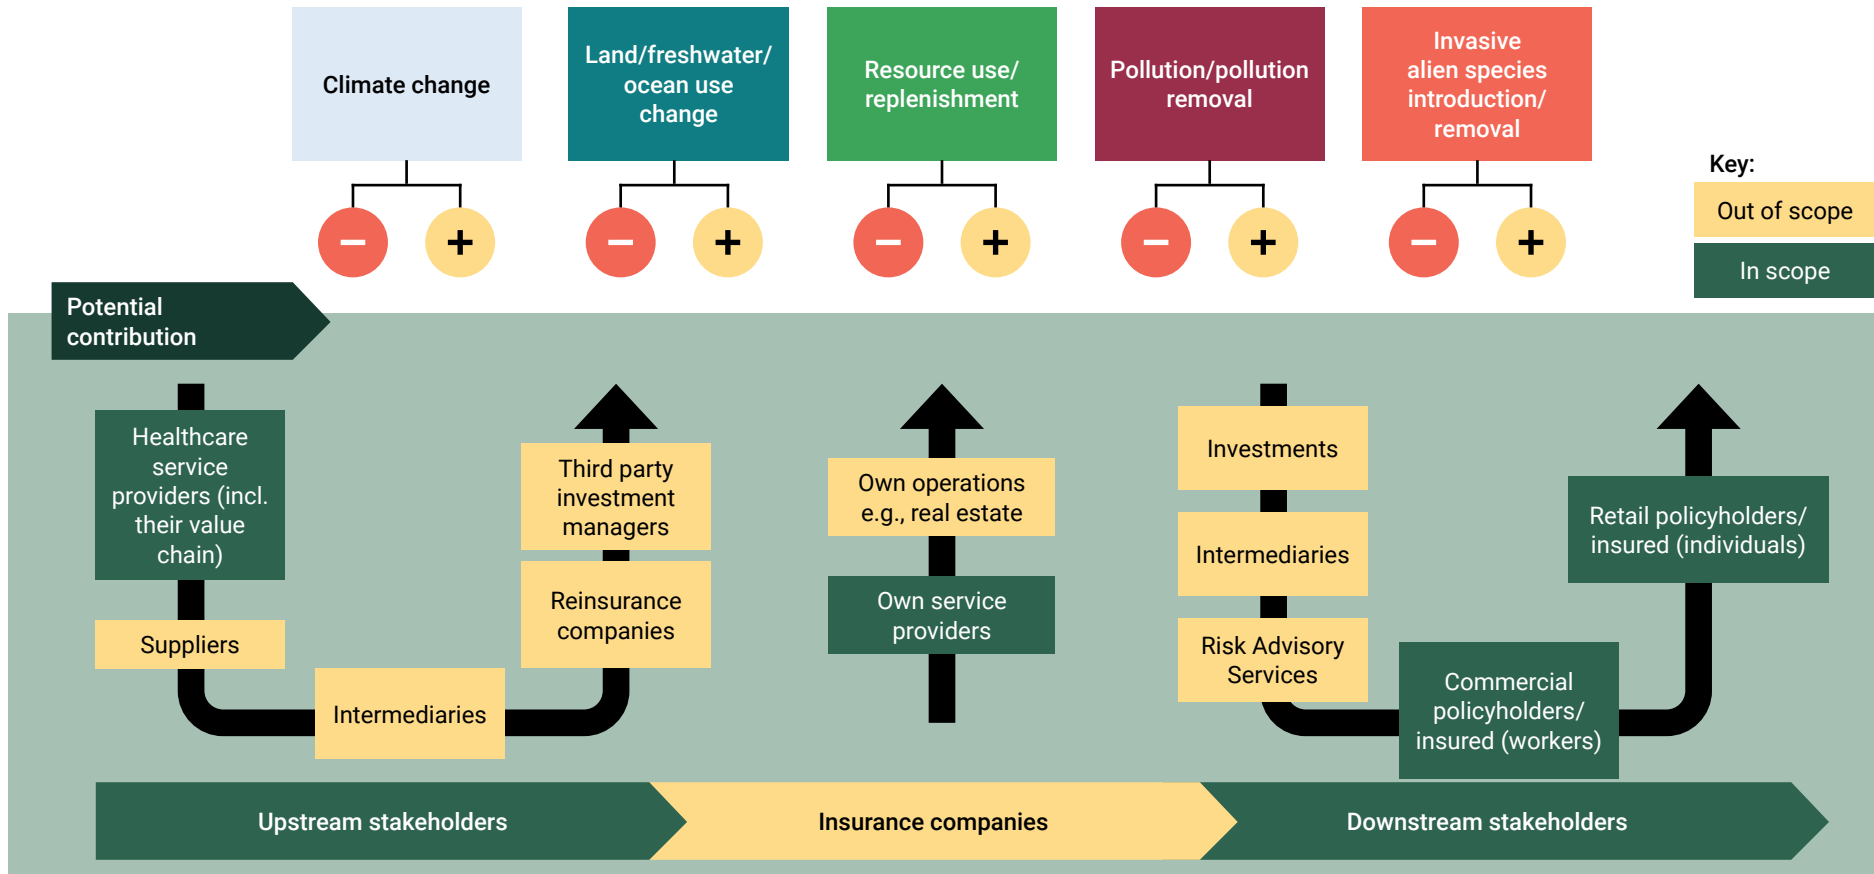 Climate change
Land/freshwater/
ocean use
change
Resource use/
replenishment
Pollution/pollution
removal
Invasive
alien species
introduction/
removal
Key:
Out of scope
In scope
−
+
−
+
−
+
−
+
−
+
Potential
contribution
Healthcare
service
providers (incl.
their value
chain)
Suppliers
Intermediaries
Third party
investment
managers
Reinsurance
companies
Own operations
e.g., real estate
Own service
providers
Investments
Intermediaries
Risk Advisory
Services
Commercial
policyholders/
insured (workers)
Retail policyholders/
insured (individuals)
Upstream stakeholders
Insurance companies
Downstream stakeholders